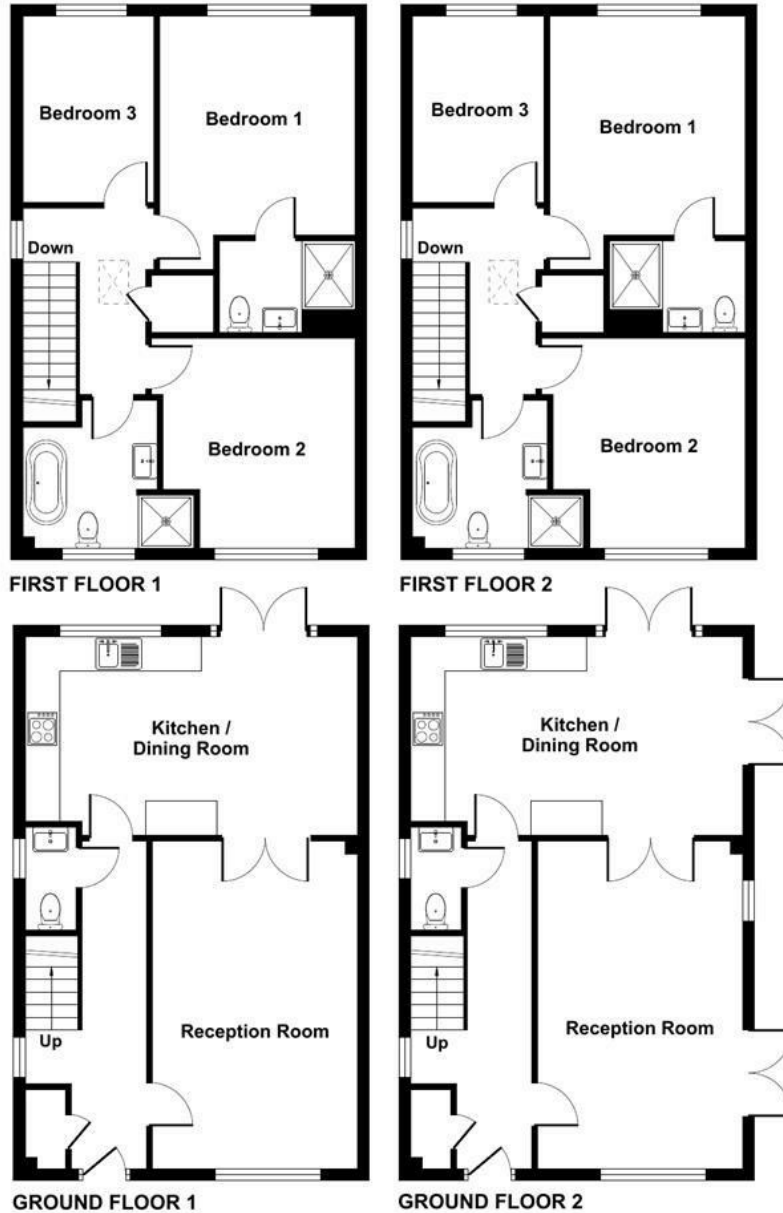 Bedroom 3
Bedroom 1
Down
Bedroom 2
FIRST FLOOR 1
Bedroom 3
Bedroom 1
Down
Bedroom 2
FIRST FLOOR 2
Kitchen /
Dining Room
Up
Reception Room
GROUND FLOOR 1
Kitchen /
Dining Room
Up
Reception Room
GROUND FLOOR 2